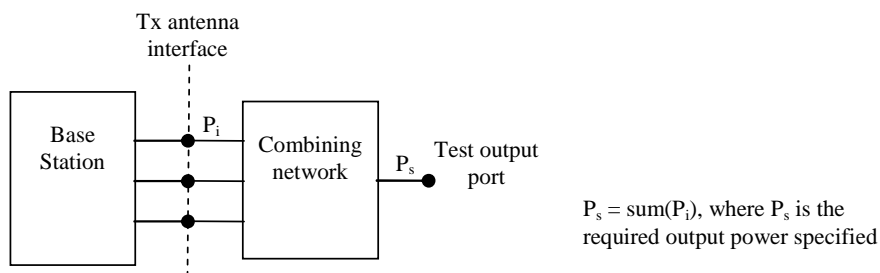 Tx antenna
interface
Base
Station
P_i
Combining
network
P_s
Test output
port
P_s = sum(P_i), where P_s is the
required output power specified